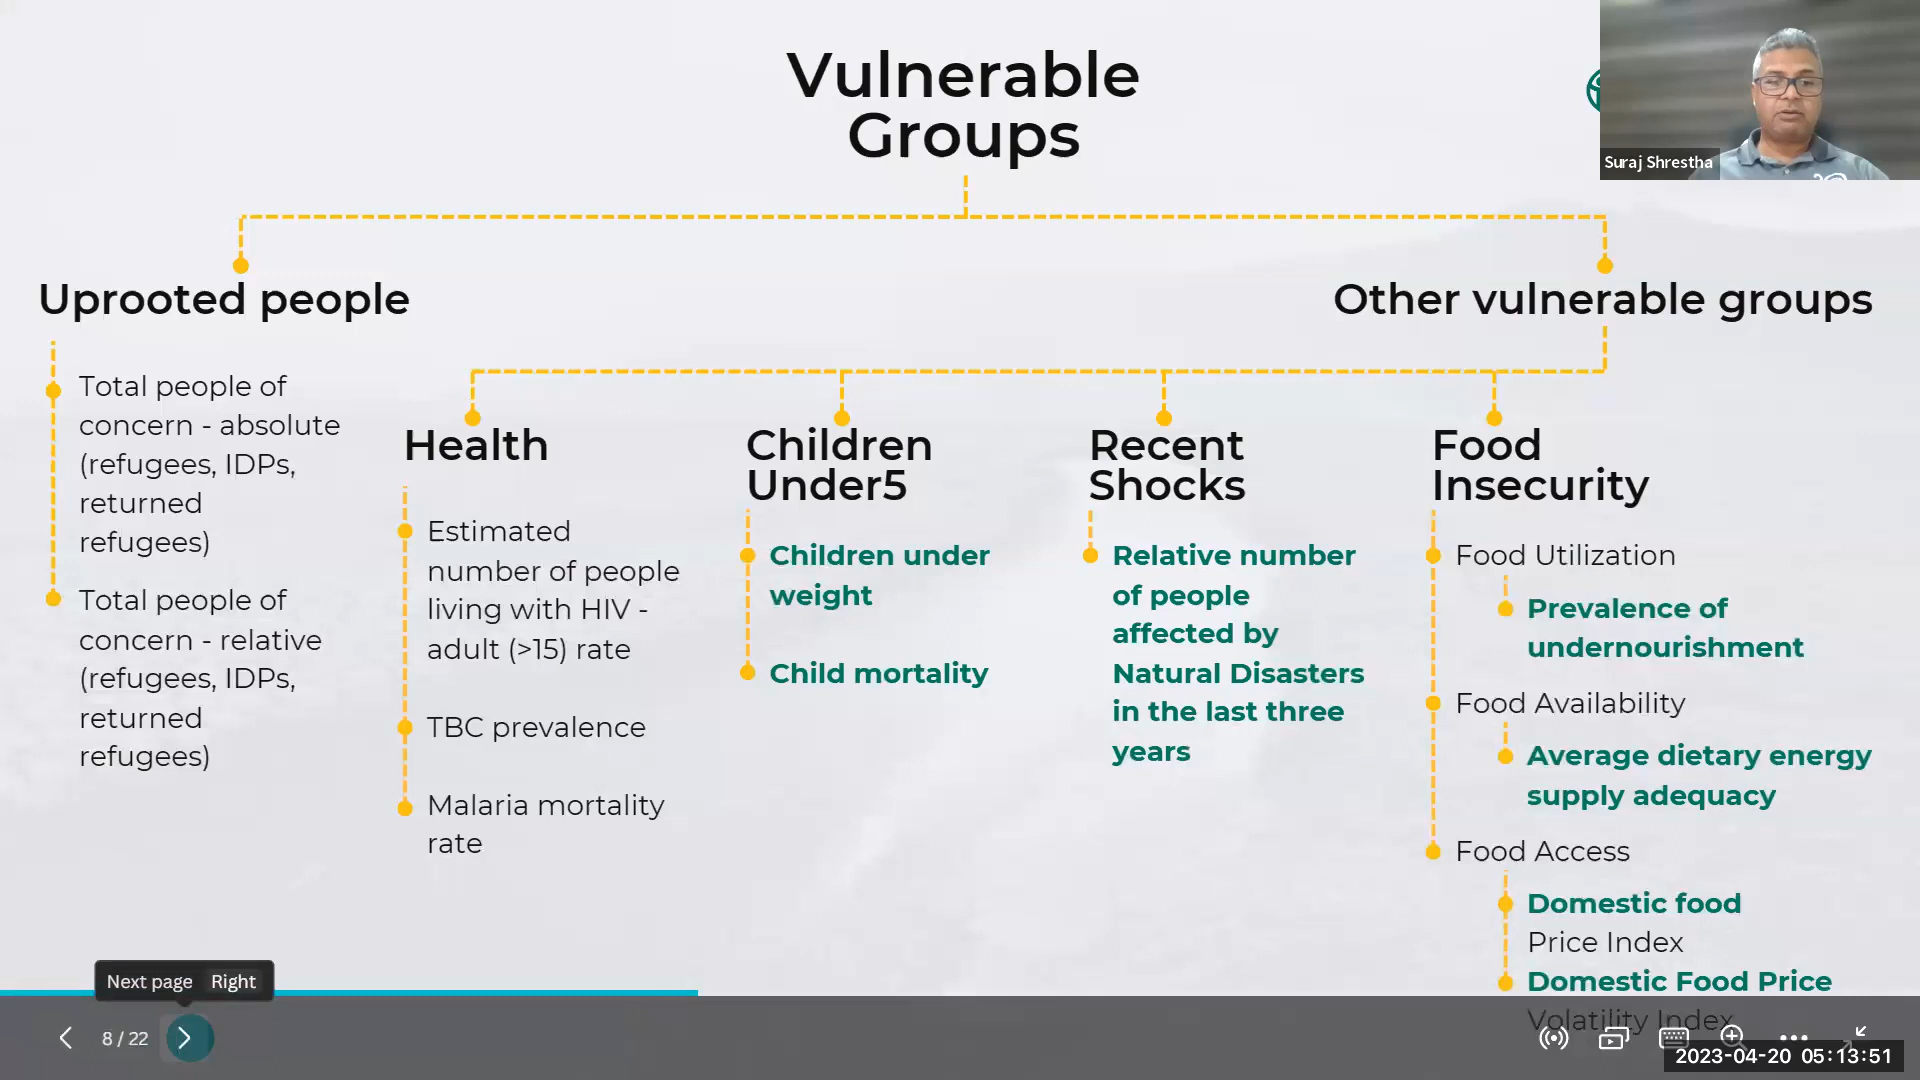 Vulnerable
Groups
Suraj Shrestha
Uprooted people
Other vulnerable groups
Total people of
concern - absolute
(refugees, IDPs,
returned
refugees)
Total people of
concern - relative
(refugees, IDPs,
returned
refugees)
Health
Estimated
number of people
living with HIV -
adult (>15) rate
TBC prevalence
Malaria mortality
rate
Children
Under5
Children under
weight
Child mortality
Recent
Shocks
Relative number
of people
affected by
Natural Disasters
in the last three
years
Food
Insecurity
Food Utilization
Prevalence of
undernourishment
Food Availability
Average dietary energy
supply adequacy
Food Access
Domestic food
Price Index
Domestic Food Price
Volatility Index
Next page Right
8 / 22
2023-04-20 05:13:51